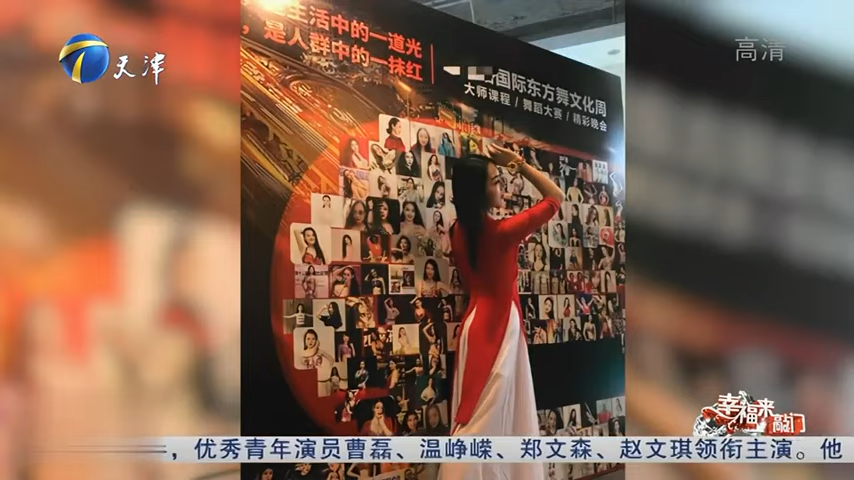 生活中的一道光
，是人群中的一抹红
国际东方舞文化周
大师课程 / 舞蹈大赛 / 精彩晚会
天津
高清
幸福来敲门
，优秀青年演员曹磊、温峥嵘、郑文森、赵文琪领衔主演。他